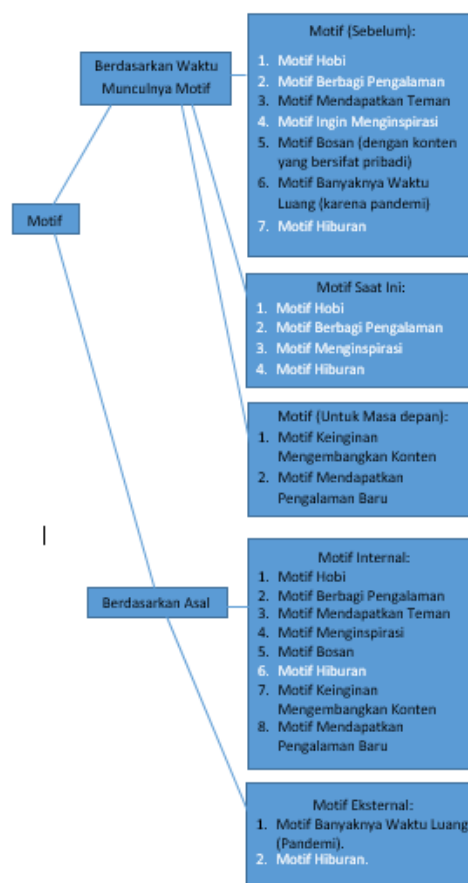 Motif (Sebelum):
1. Motif Hobi
2. Motif Berbagi Pengalaman
3. Motif Mendapatkan Teman
4. Motif Ingin Menginspirasi
5. Motif Bosan (dengan konten
yang bersifat pribadi)
6. Motif Banyaknya Waktu
Luang (karena pandemi)
7. Motif Hiburan
Berdasarkan Waktu
Munculnya Motif
Motif
Motif Saat Ini:
1. Motif Hobi
2. Motif Berbagi Pengalaman
3. Motif Menginspirasi
4. Motif Hiburan
Motif (Untuk Masa depan):
1. Motif Keinginan
Mengembangkan Konten
2. Motif Mendapatkan
Pengalaman Baru
Berdasarkan Asal
Motif Internal:
1. Motif Hobi
2. Motif Berbagi Pengalaman
3. Motif Mendapatkan Teman
4. Motif Menginspirasi
5. Motif Bosan
6. Motif Hiburan
7. Motif Keinginan
Mengembangkan Konten
8. Motif Mendapatkan
Pengalaman Baru
Motif Eksternal:
1. Motif Banyaknya Waktu Luang
(Pandemi).
2. Motif Hiburan.